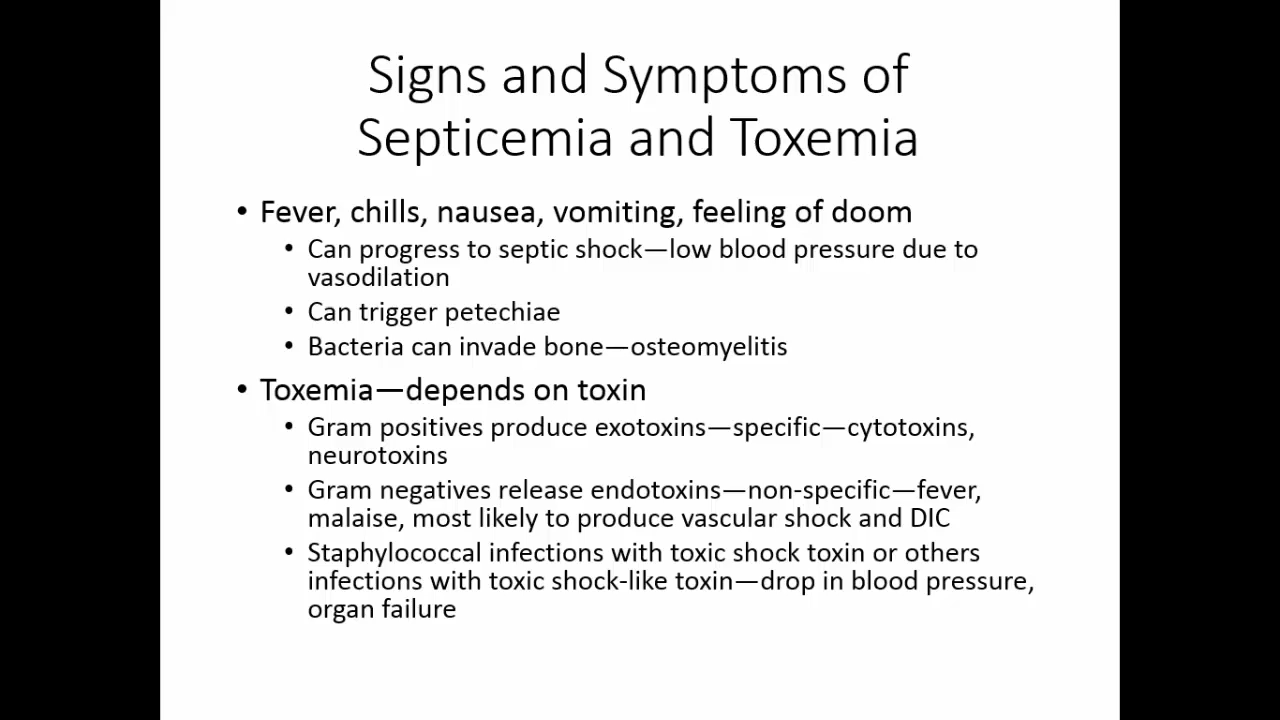 Signs and Symptoms of
Septicemia and Toxemia
• Fever, chills, nausea, vomiting, feeling of doom
• Can progress to septic shock—low blood pressure due to
vasodilation
• Can trigger petechiae
• Bacteria can invade bone—osteomyelitis
• Toxemia—depends on toxin
• Gram positives produce exotoxins—specific—cytotoxins,
neurotoxins
• Gram negatives release endotoxins—non-specific—fever,
malaise, most likely to produce vascular shock and DIC
• Staphylococcal infections with toxic shock toxin or others
infections with toxic shock-like toxin—drop in blood pressure,
organ failure